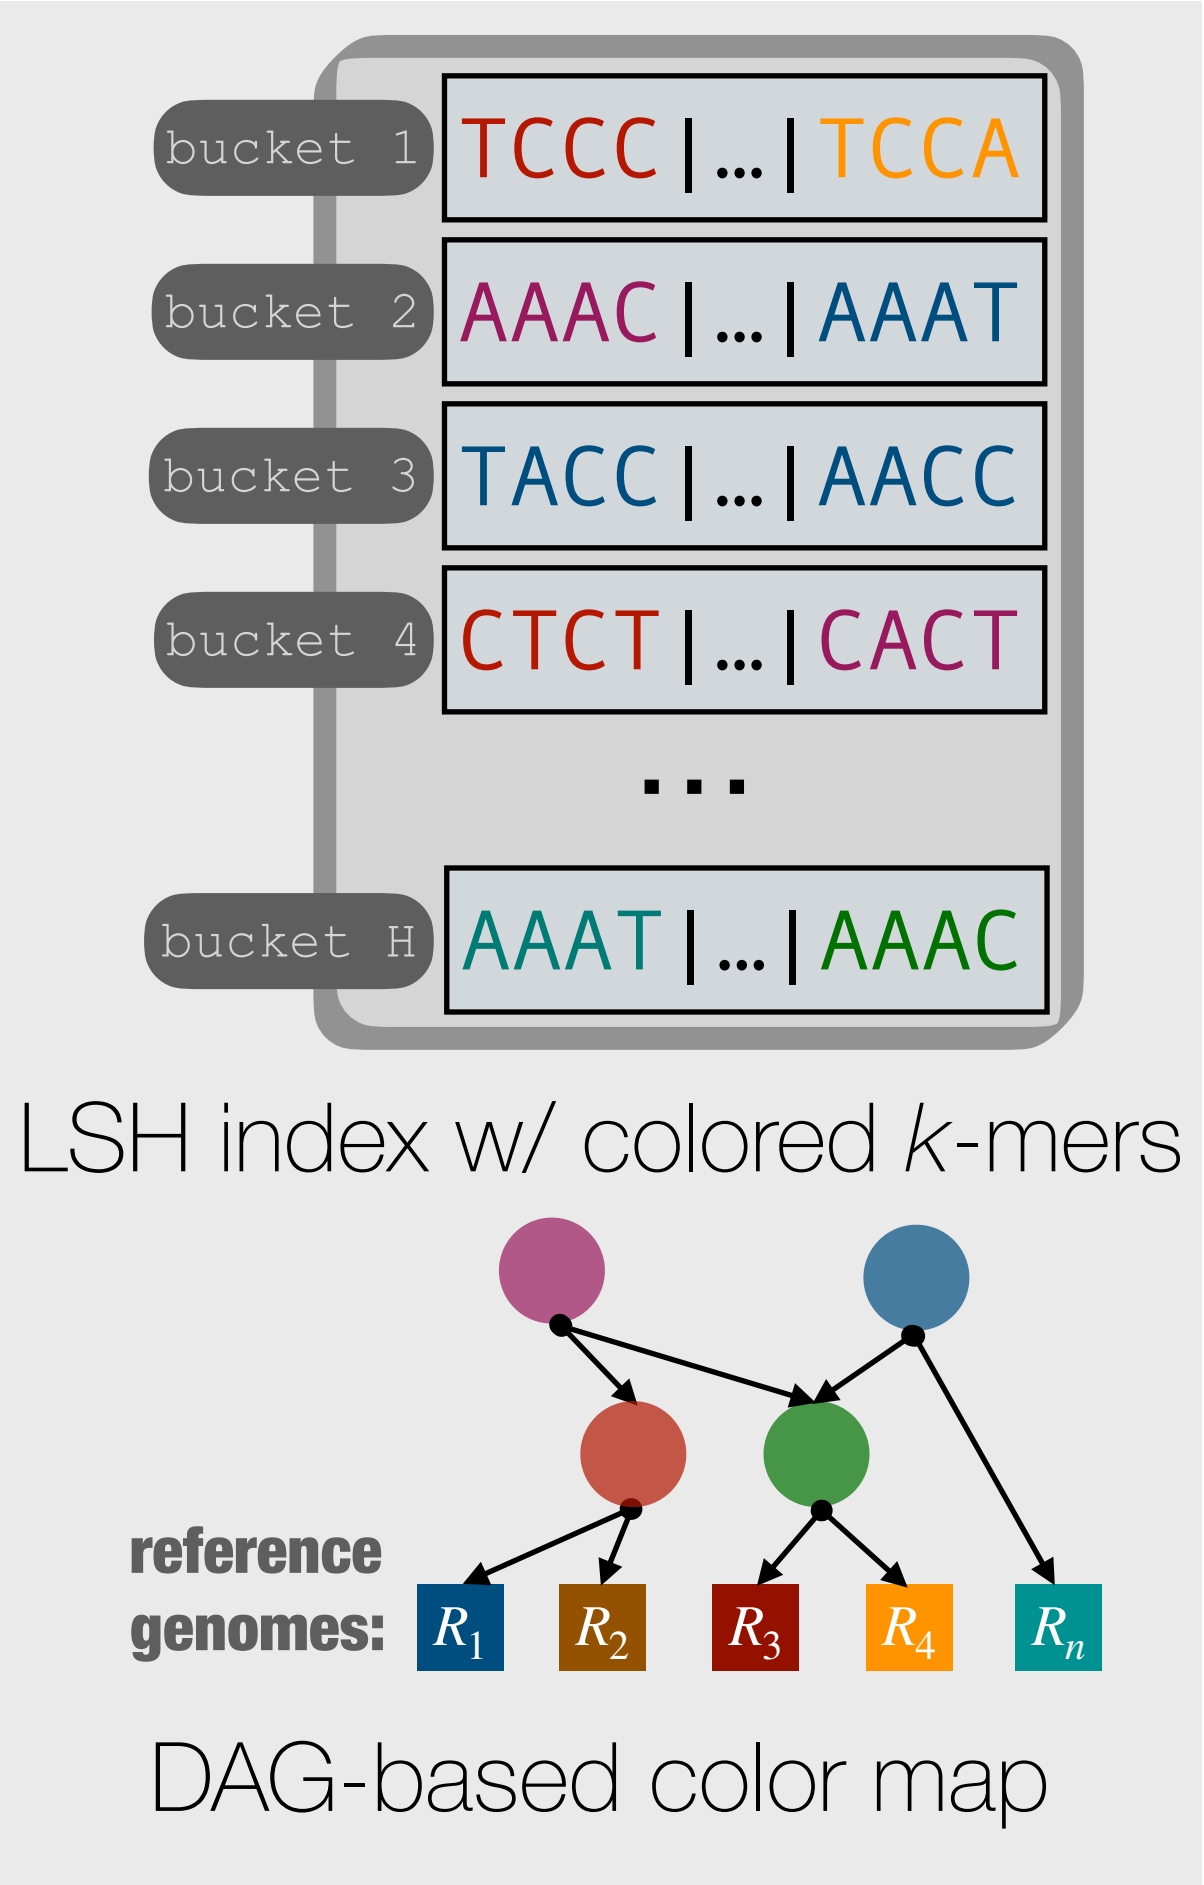 bucket 1 TCCC|...|TCCA
bucket 2 AAAC|...|AAAT
bucket 3 TACC|...|AACC
bucket 4 CTCT|...|CACT
...
bucket H AAAT|...|AAAC
LSH index w/ colored k-mers
reference
genomes:
R1 R2 R3 R4 Rn
DAG-based color map